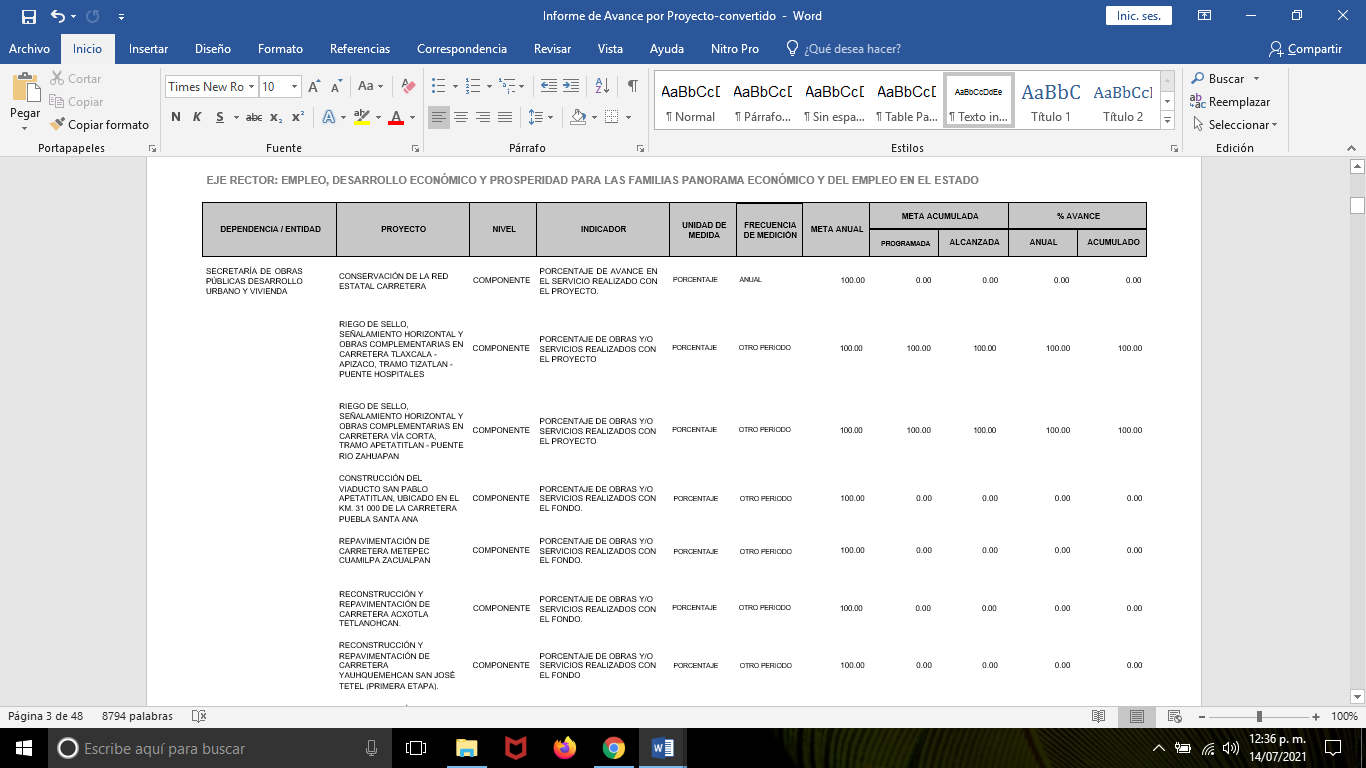 Informe de Avance por Proyecto-convertido - Word
Inic. ses.
Archivo Inicio Insertar Diseño Formato Referencias Correspondencia Revisar Vista Ayuda Nitro Pro ¿Qué desea hacer? Compartir
Pegar
Cortar
Copiar
Copiar formato
Portapapeles
Times New Ro 10
N K S abc x₂ x²
Fuente
Párrafo
AaBbCcI AaBbCcI AaBbCcI AaBbCcI AaBbCcDdEe AaBbC AaBbCcI
¶ Normal ¶ Párrafo... ¶ Sin espa... ¶ Table Pa... ¶ Texto in... Título 1 Título 2
Estilos
Buscar
Reemplazar
Seleccionar
Edición
EJE RECTOR: EMPLEO, DESARROLLO ECONÓMICO Y PROSPERIDAD PARA LAS FAMILIAS PANORAMA ECONÓMICO Y DEL EMPLEO EN EL ESTADO
DEPENDENCIA / ENTIDAD PROYECTO NIVEL INDICADOR UNIDAD DE MEDIDA FRECUENCIA DE MEDICIÓN META ANUAL META ACUMULADA % AVANCE
PROGRAMADA ALCANZADA ANUAL ACUMULADO
SECRETARÍA DE OBRAS
PÚBLICAS DESARROLLO
URBANO Y VIVIENDA
CONSERVACIÓN DE LA RED
ESTATAL CARRETERA
COMPONENTE
PORCENTAJE DE AVANCE EN
EL SERVICIO REALIZADO CON
EL PROYECTO.
PORCENTAJE ANUAL 100.00 0.00 0.00 0.00 0.00
RIEGO DE SELLO,
SEÑALAMIENTO HORIZONTAL Y
OBRAS COMPLEMENTARIAS EN
CARRETERA TLAXCALA -
APIZACO, TRAMO TIZATLAN -
PUENTE HOSPITALES
COMPONENTE
PORCENTAJE DE OBRAS Y/O
SERVICIOS REALIZADOS CON
EL PROYECTO
PORCENTAJE OTRO PERIODO 100.00 100.00 100.00 100.00 100.00
RIEGO DE SELLO,
SEÑALAMIENTO HORIZONTAL Y
OBRAS COMPLEMENTARIAS EN
CARRETERA VÍA CORTA,
TRAMO APETATITLAN - PUENTE
RIO ZAHUAPAN
COMPONENTE
PORCENTAJE DE OBRAS Y/O
SERVICIOS REALIZADOS CON
EL PROYECTO
PORCENTAJE OTRO PERIODO 100.00 100.00 100.00 100.00 100.00
CONSTRUCCIÓN DEL
VIADUCTO SAN PABLO
APETATITLAN, UBICADO EN EL
KM. 31 000 DE LA CARRETERA
PUEBLA SANTA ANA
COMPONENTE
PORCENTAJE DE OBRAS Y/O
SERVICIOS REALIZADOS CON
EL FONDO.
PORCENTAJE OTRO PERIODO 100.00 0.00 0.00 0.00 0.00
REPAVIMENTACIÓN DE
CARRETERA METEPEC
CUAMILPA ZACUALPAN
COMPONENTE
PORCENTAJE DE OBRAS Y/O
SERVICIOS REALIZADOS CON
EL FONDO.
PORCENTAJE OTRO PERIODO 100.00 0.00 0.00 0.00 0.00
RECONSTRUCCIÓN Y
REPAVIMENTACIÓN DE
CARRETERA ACXOTLA
TETLANOHCAN.
COMPONENTE
PORCENTAJE DE OBRAS Y/O
SERVICIOS REALIZADOS CON
EL FONDO.
PORCENTAJE OTRO PERIODO 100.00 0.00 0.00 0.00 0.00
RECONSTRUCCIÓN Y
REPAVIMENTACIÓN DE
CARRETERA
YAUHQUEMEHCAN SAN JOSÉ
TETEL (PRIMERA ETAPA).
COMPONENTE
PORCENTAJE DE OBRAS Y/O
SERVICIOS REALIZADOS CON
EL FONDO
PORCENTAJE OTRO PERIODO 100.00 0.00 0.00 0.00 0.00
Página 3 de 48 8794 palabras 100%
Escribe aquí para buscar
12:36 p. m.
14/07/2021